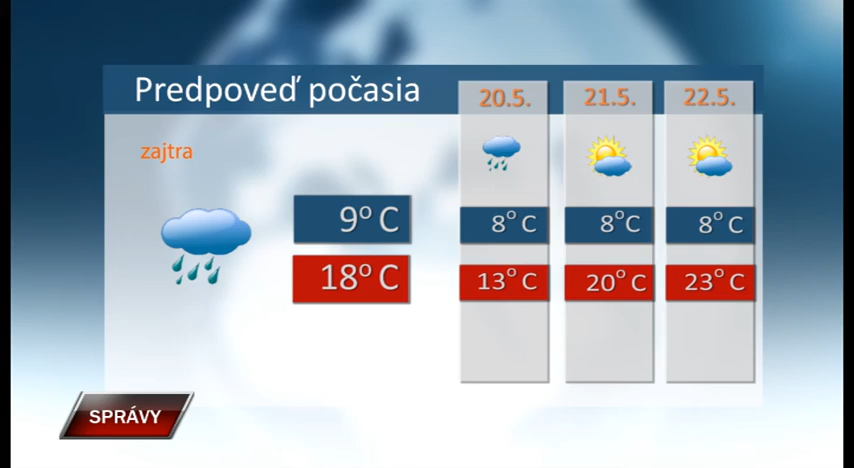 Predpoveď počasia
zajtra
9° C
18° C
20.5. 21.5. 22.5.
8° C 8°C 8° C
13° C 20° C 23° C
SPRÁVY